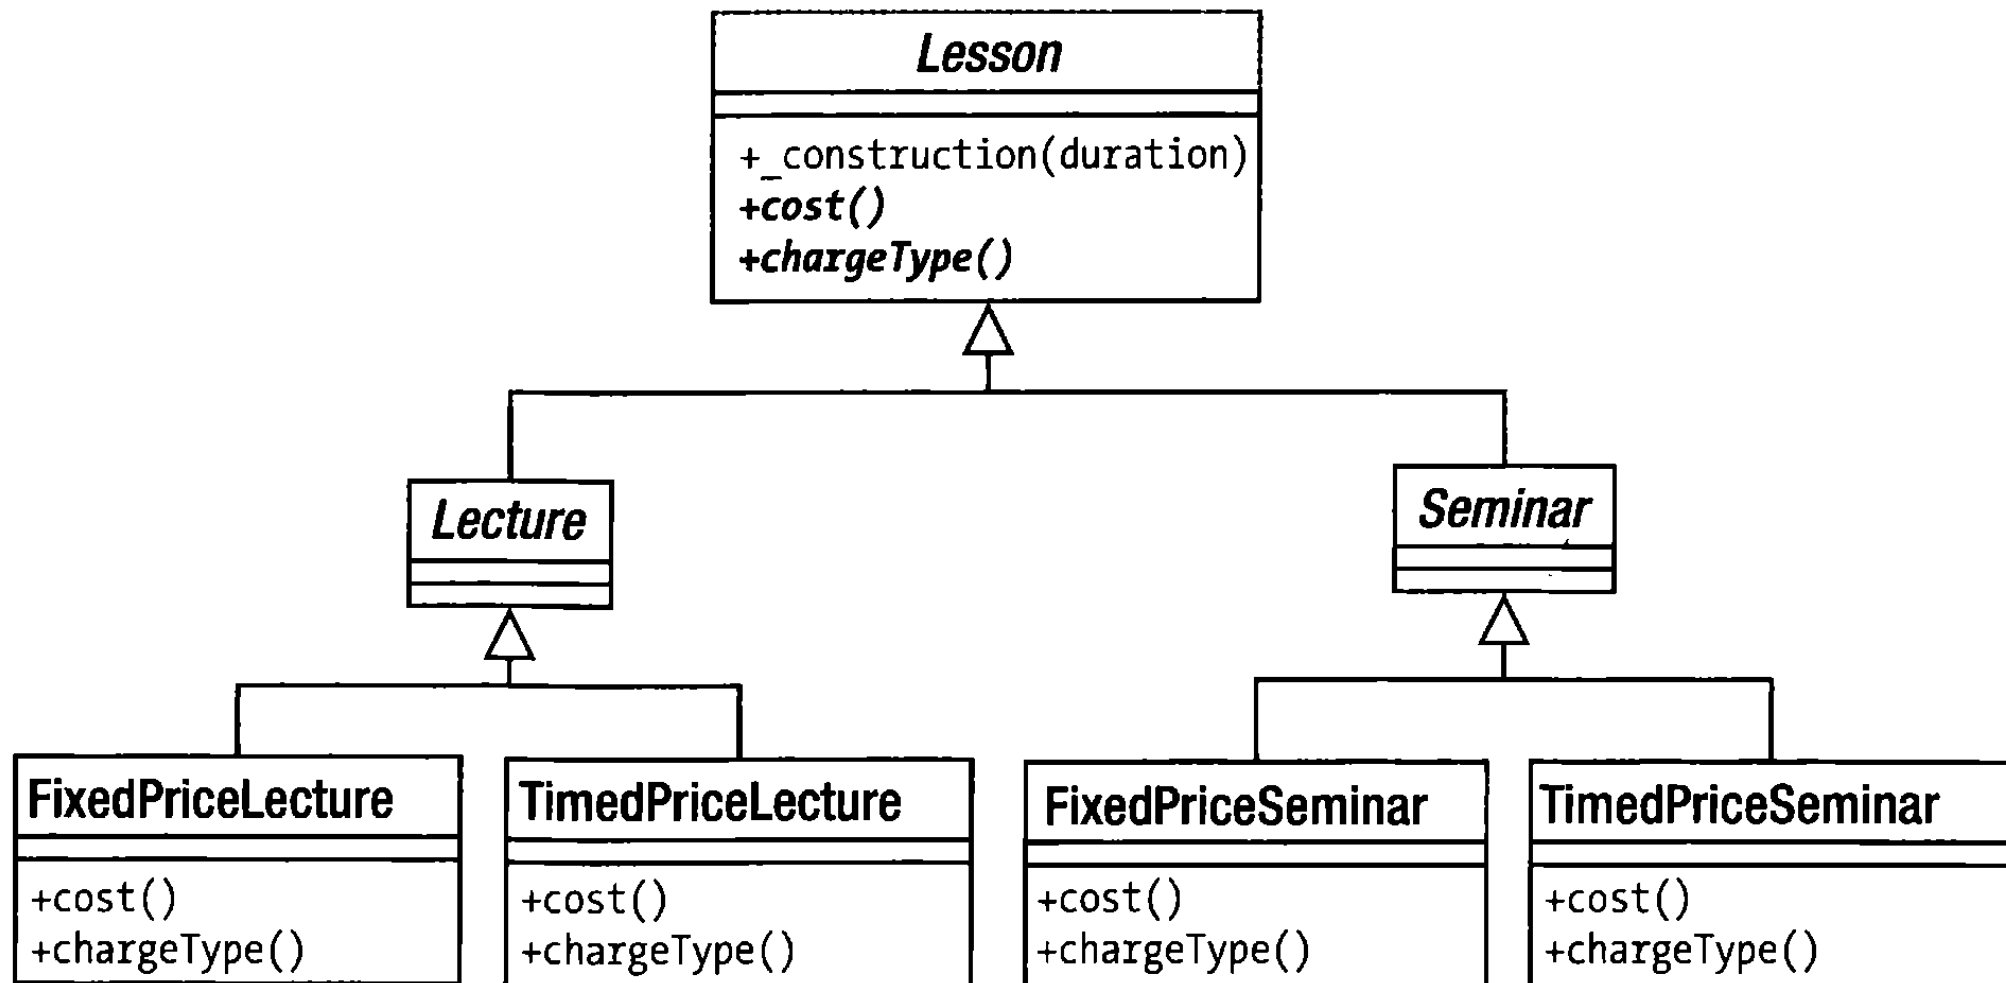 Lesson
+_construction(duration)
+cost()
+chargeType()
Lecture
Seminar
FixedPriceLecture
+cost()
+chargeType()
TimedPriceLecture
+cost()
+chargeType()
FixedPriceSeminar
+cost()
+chargeType()
TimedPriceSeminar
+cost()
+chargeType()